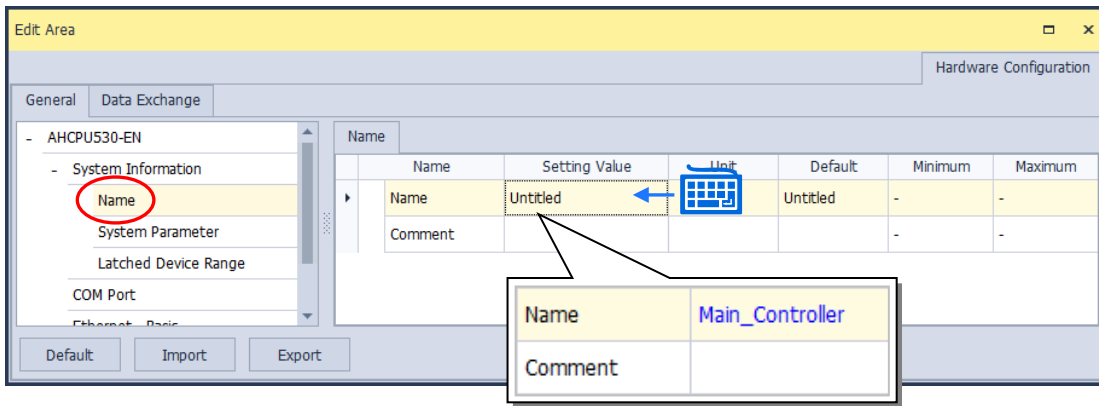 Edit Area
Hardware Configuration
General Data Exchange
- AHCPU530-EN
- System Information
Name
System Parameter
Latched Device Range
COM Port
Name
Name Setting Value Unit Default Minimum Maximum
Name Untitled Untitled - -
Comment - -
Name Main_Controller
Comment
Default Import Export